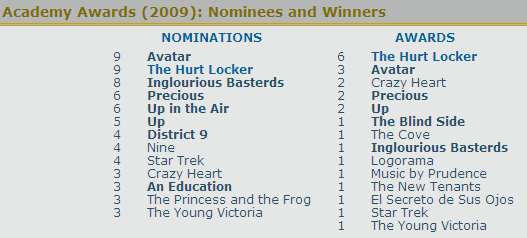 Academy Awards (2009): Nominees and Winners
NOMINATIONS AWARDS
9 Avatar 6 The Hurt Locker
9 The Hurt Locker 3 Avatar
8 Inglourious Basterds 2 Crazy Heart
6 Precious 2 Precious
6 Up in the Air 2 Up
5 Up 1 The Blind Side
4 District 9 1 The Cove
4 Nine 1 Inglourious Basterds
4 Star Trek 1 Logorama
3 Crazy Heart 1 Music by Prudence
3 An Education 1 The New Tenants
3 The Princess and the Frog 1 El Secreto de Sus Ojos
3 The Young Victoria 1 Star Trek
1 The Young Victoria